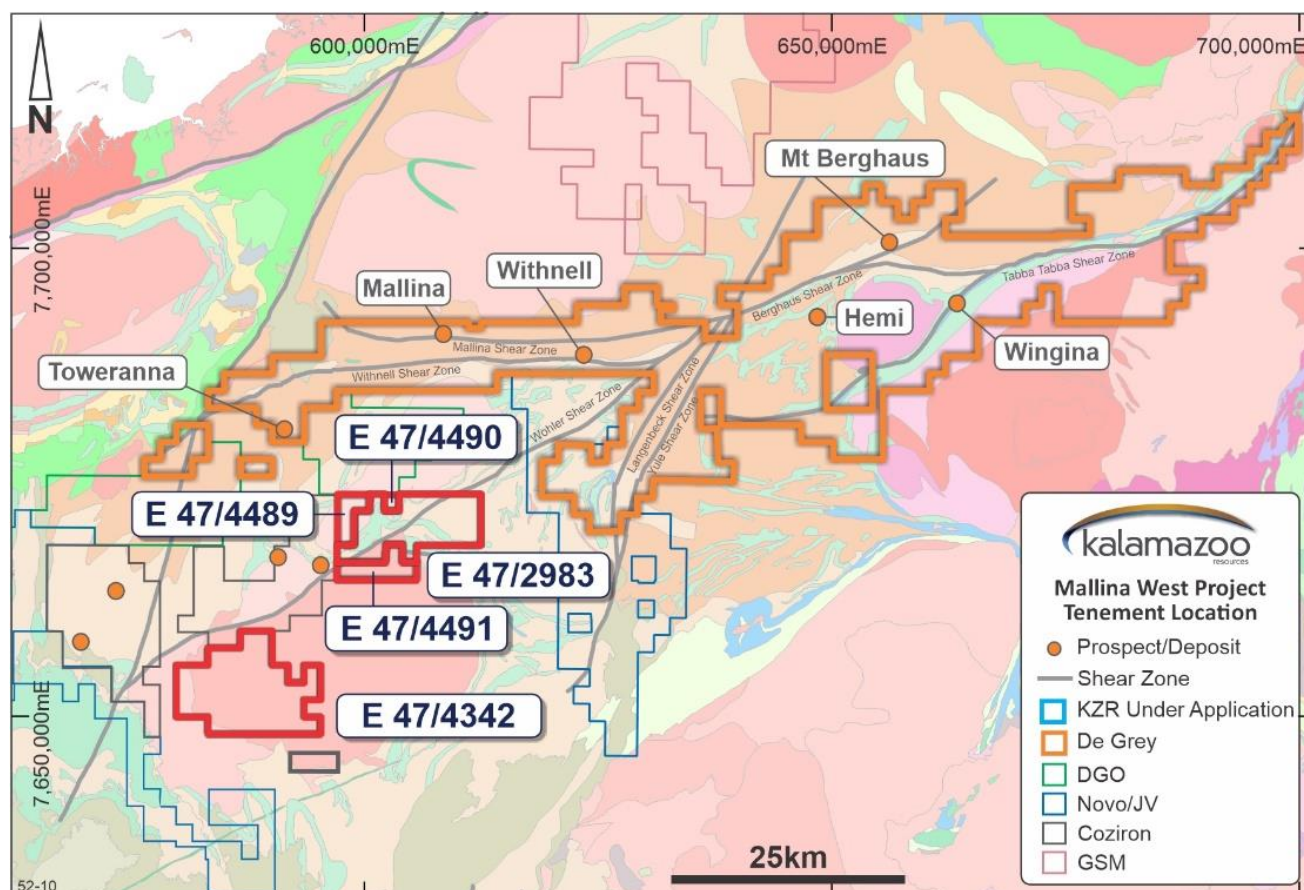 600,000mE
650,000mE
700,000mE
N
Mt Berghaus
7,700,000mE
Withnell
Mallina
Tabba Tabba Shear Zone
Berghaus Shear Zone
Hemi
Mallina Shear Zone
Wingina
Toweranna
Withnell Shear Zone
Wohler Shear Zone
Langenbeck Shear Zone
Yule Shear Zone
E 47/4490
E 47/4489
E 47/2983
E 47/4491
E 47/4342
7,650,000mE
25km
52-10
kalamazoo
resources
Mallina West Project
Tenement Location
Prospect/Deposit
Shear Zone
KZR Under Application
De Grey
DGO
Novo/JV
Coziron
GSM